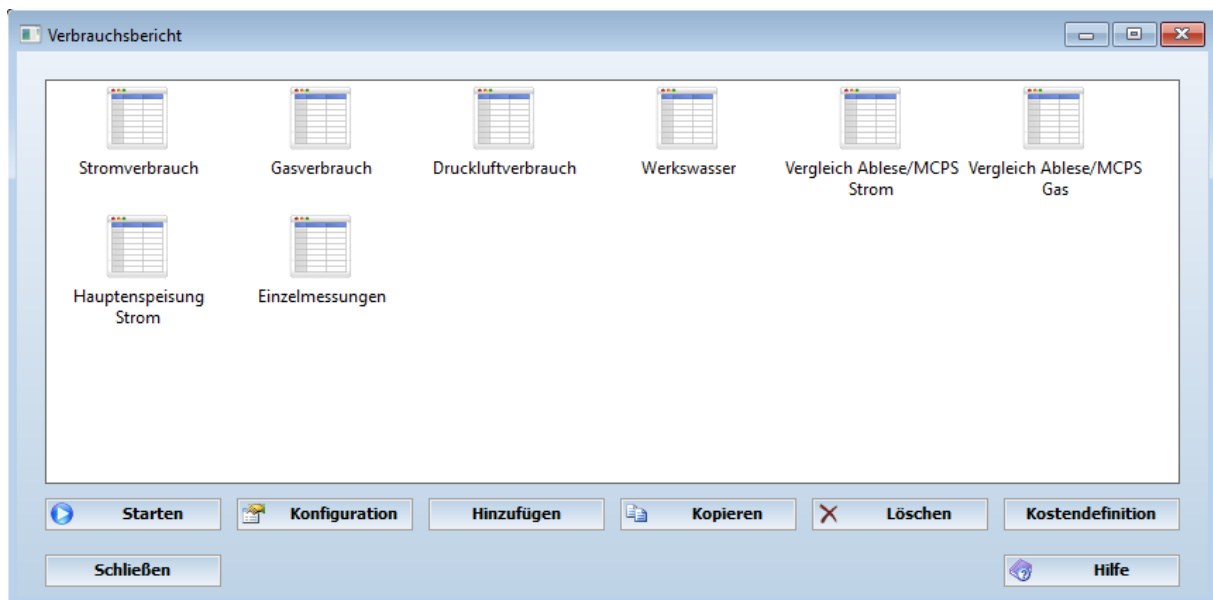 Verbrauchsbericht
Stromverbrauch
Gasverbrauch
Druckluftverbrauch
Werkswasser
Vergleich Ablese/MCPS
Strom
Vergleich Ablese/MCPS
Gas
Hauptenspeisung
Strom
Einzelmessungen
Starten
Konfiguration
Hinzufügen
Kopieren
Löschen
Kostendefinition
Schließen
Hilfe